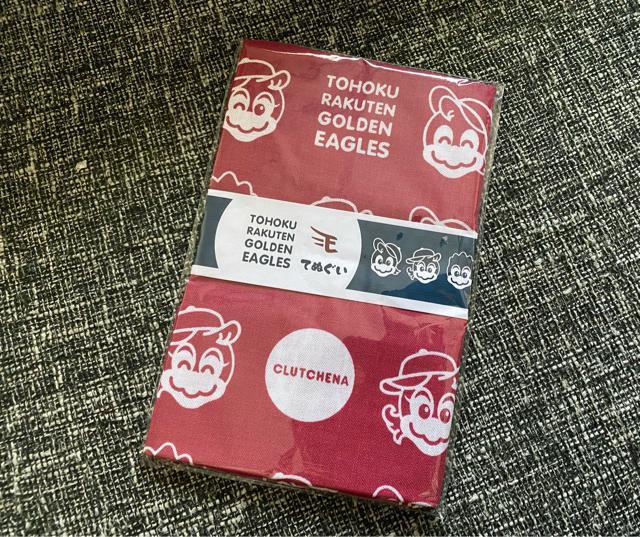 TOHOKU
RAKUTEN
GOLDEN
EAGLES
TOHOKU
RAKUTEN
GOLDEN
EAGLES
E
てぬぐい
CLUTCHENA